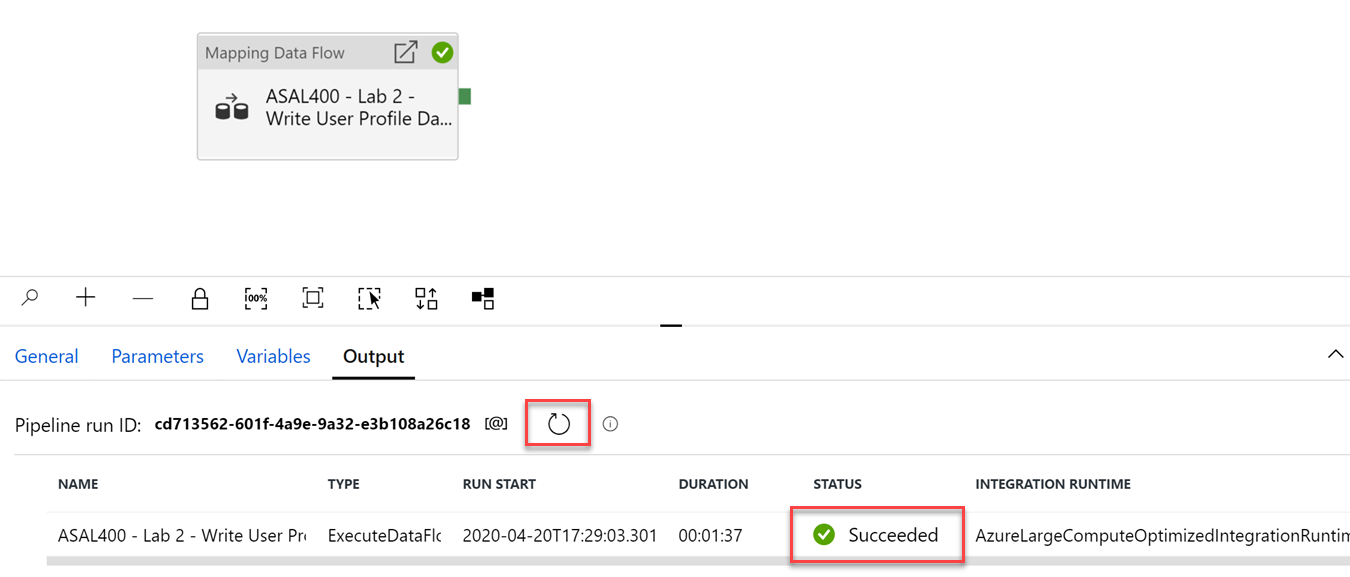 Mapping Data Flow
ASAL400 - Lab 2 -
Write User Profile Da...
100%
General Parameters Variables Output
Pipeline run ID: cd713562-601f-4a9e-9a32-e3b108a26c18 [@]
NAME TYPE RUN START DURATION STATUS INTEGRATION RUNTIME
ASAL400 - Lab 2 - Write User Pr ExecuteDataFlo 2020-04-20T17:29:03.301 00:01:37 Succeeded AzureLargeComputeOptimizedIntegrationRuntim